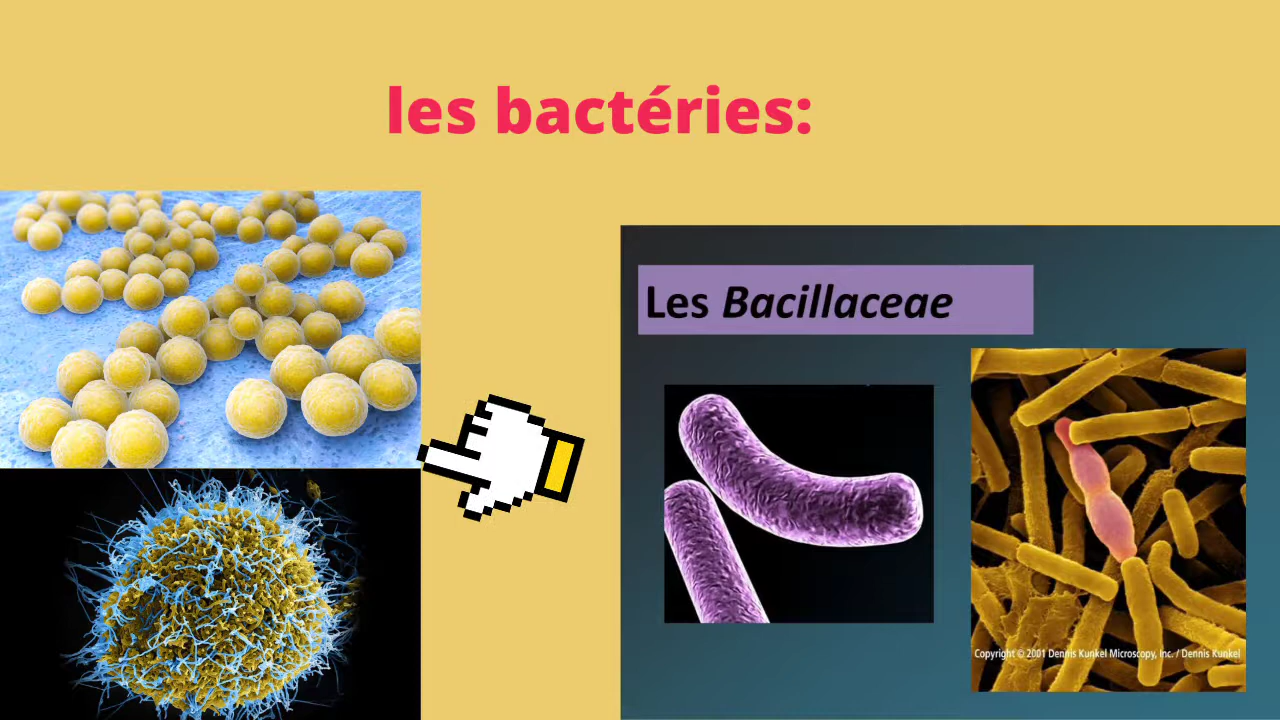 les bactéries:
Les Bacillaceae
Copyright © 2001 Dennis Kunkel Microscopy, Inc. / Dennis Kunkel